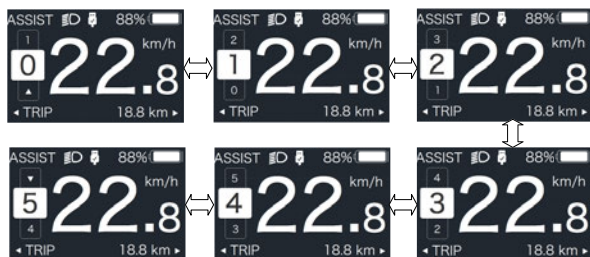 ASSIST 88%
1
0 22.8 km/h
▲
◂ TRIP 18.8 km ▸
ASSIST 88%
2
1 22.8 km/h
0
◂ TRIP 18.8 km ▸
ASSIST 88%
3
2 22.8 km/h
1
◂ TRIP 18.8 km ▸
ASSIST 88%
▼
5 22.8 km/h
4
◂ TRIP 18.8 km ▸
ASSIST 88%
5
4 22.8 km/h
3
◂ TRIP 18.8 km ▸
ASSIST 88%
4
3 22.8 km/h
2
◂ TRIP 18.8 km ▸